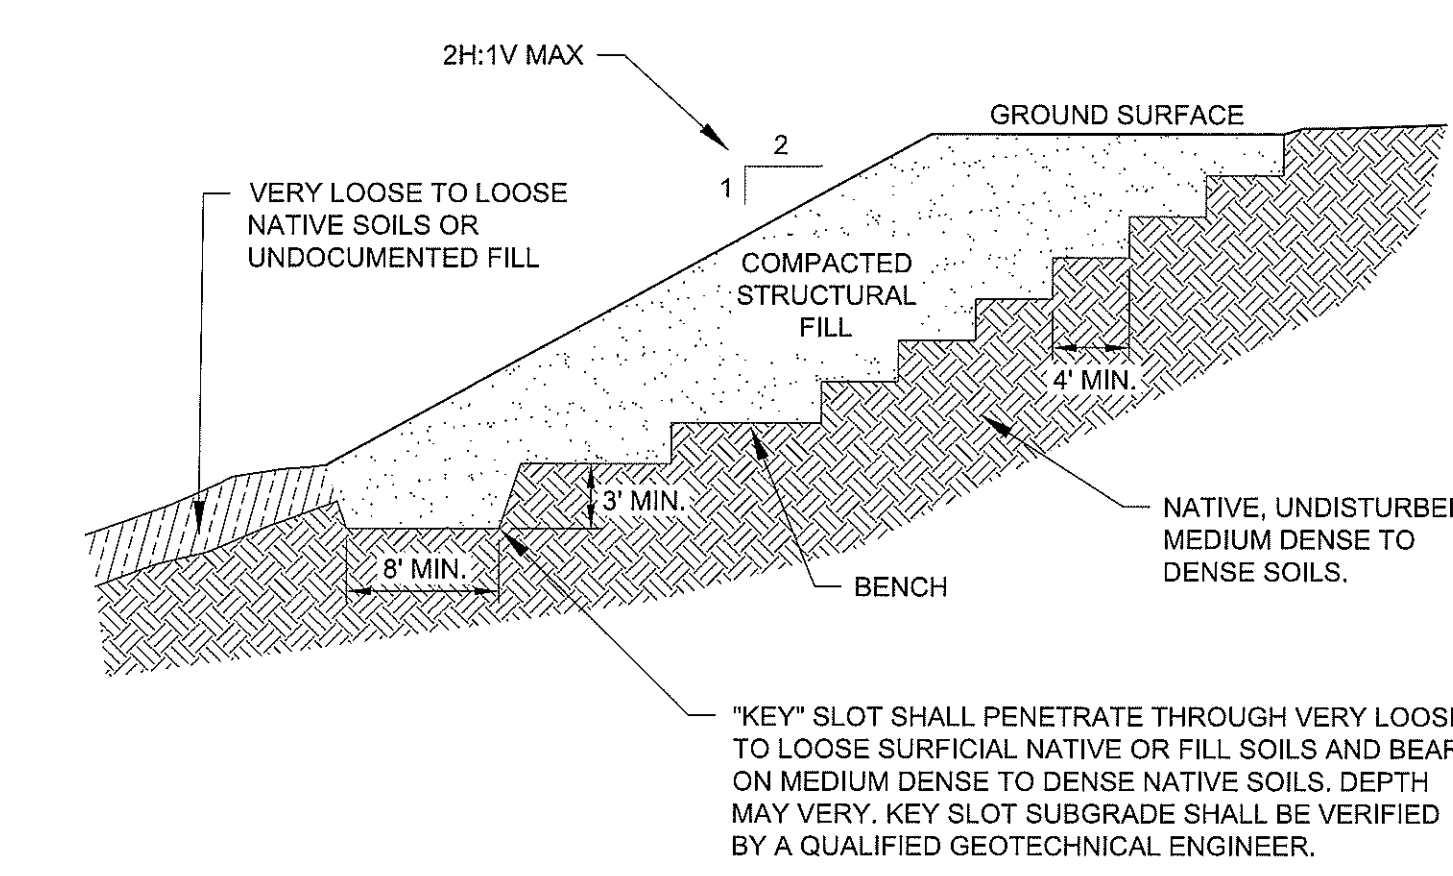 2H:1V MAX
GROUND SURFACE
2
1
VERY LOOSE TO LOOSE
NATIVE SOILS OR
UNDOCUMENTED FILL
COMPACTED
STRUCTURAL
FILL
4' MIN.
3' MIN.
8' MIN.
NATIVE, UNDISTURBE
MEDIUM DENSE TO
DENSE SOILS.
BENCH
"KEY" SLOT SHALL PENETRATE THROUGH VERY LOOS
TO LOOSE SURFICIAL NATIVE OR FILL SOILS AND BEAR
ON MEDIUM DENSE TO DENSE NATIVE SOILS. DEPTH
MAY VERY. KEY SLOT SUBGRADE SHALL BE VERIFIED
BY A QUALIFIED GEOTECHNICAL ENGINEER.